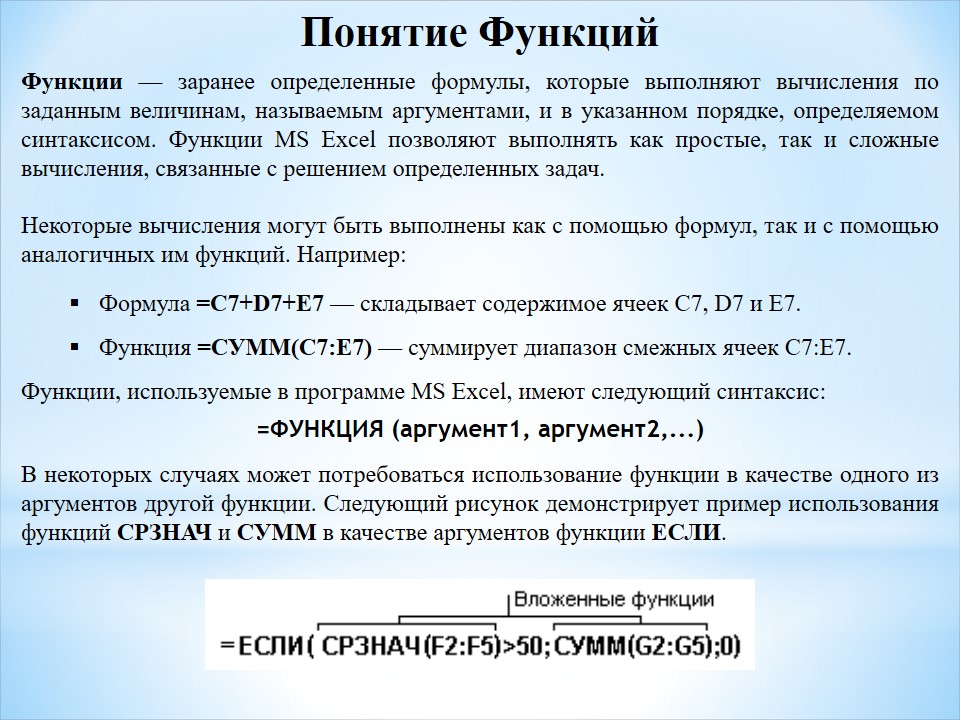 Понятие Функций
Функции — заранее определенные формулы, которые выполняют вычисления по
заданным величинам, называемым аргументами, и в указанном порядке, определяемом
синтаксисом. Функции MS Excel позволяют выполнять как простые, так и сложные
вычисления, связанные с решением определенных задач.
Некоторые вычисления могут быть выполнены как с помощью формул, так и с помощью
аналогичных им функций. Например:
▪ Формула =C7+D7+E7 — складывает содержимое ячеек C7, D7 и E7.
▪ Функция =СУММ(C7:E7) — суммирует диапазон смежных ячеек C7:E7.
Функции, используемые в программе MS Excel, имеют следующий синтаксис:
=ФУНКЦИЯ (аргумент1, аргумент2,...)
В некоторых случаях может потребоваться использование функции в качестве одного из
аргументов другой функции. Следующий рисунок демонстрирует пример использования
функций СРЗНАЧ и СУММ в качестве аргументов функции ЕСЛИ.
Вложенные функции
=ЕСЛИ( СРЗНАЧ(F2:F5)>50;СУММ(G2:G5);0)